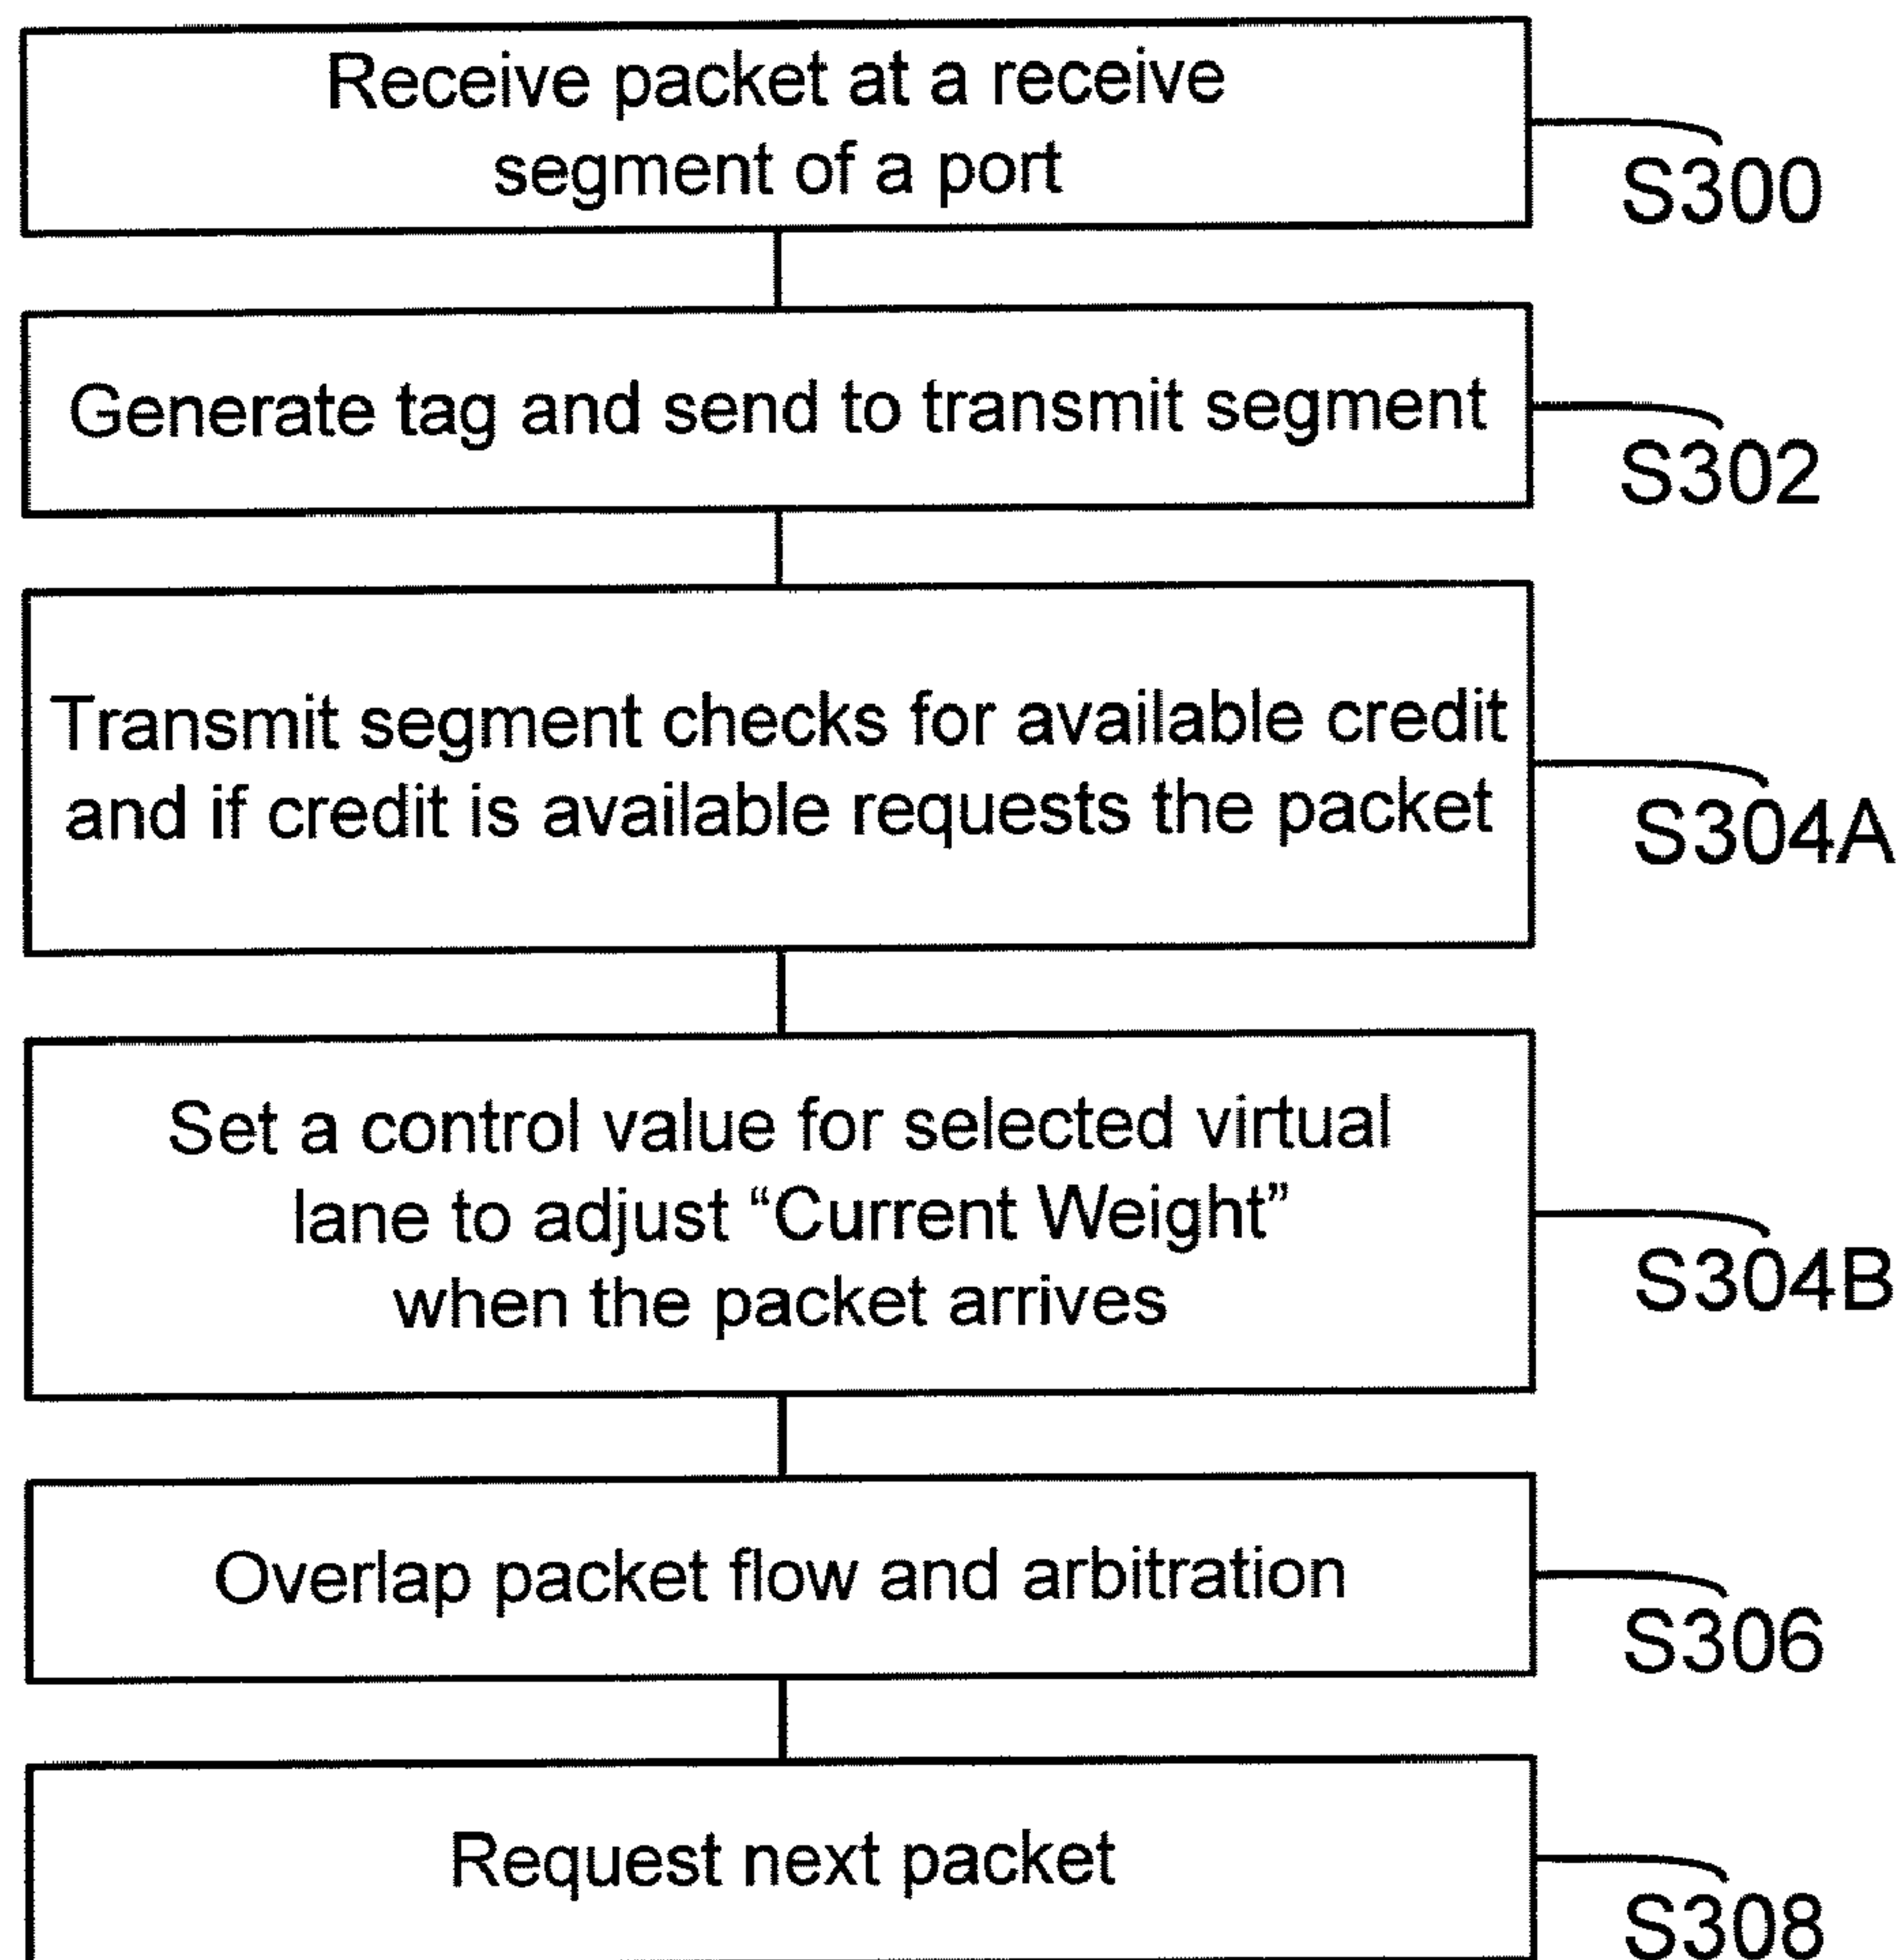 Receive packet at a receive
segment of a port
S300
Generate tag and send to transmit segment
S302
Transmit segment checks for available credit
and if credit is available requests the packet
S304A
Set a control value for selected virtual
lane to adjust “Current Weight”
when the packet arrives
S304B
Overlap packet flow and arbitration
S306
Request next packet
S308